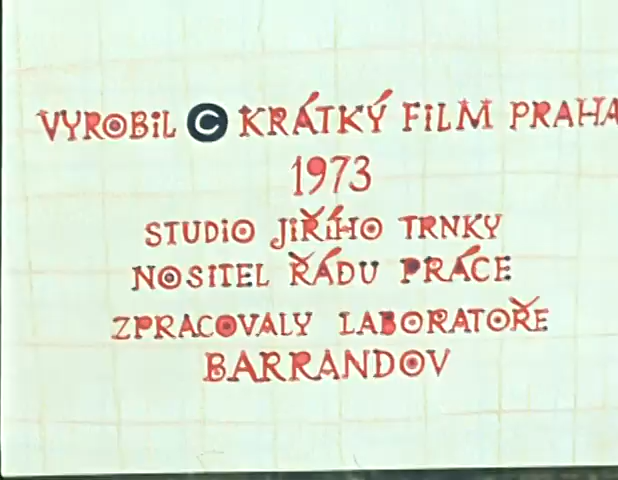 VYROBIL © KRÁTKÝ FILM PRAHA
1973
STUDIO JIŘÍHO TRNKY
NOSITEL ŘÁDU PRÁCE
ZPRACOVALY LABORATOŘE
BARRANDOV